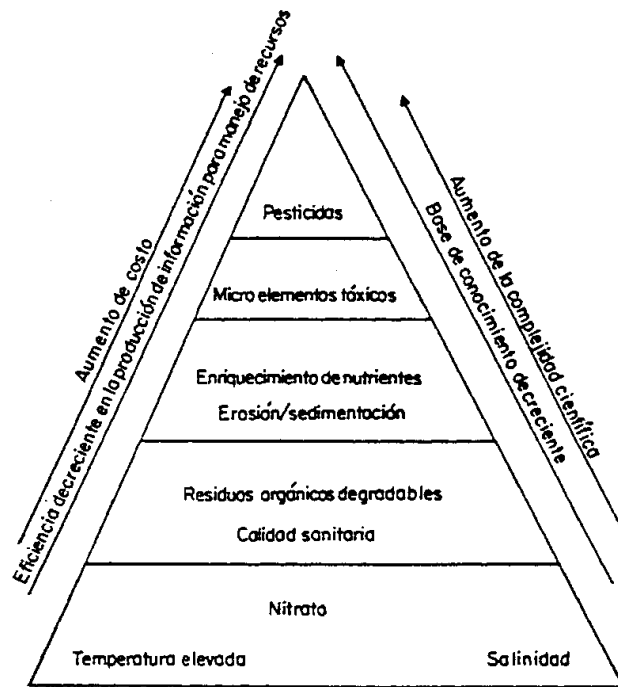 Aumento de costo
Eficiencia decreciente en la producción de información para manejo de recursos
Base de conocimiento decreciente
Aumento de la complejidad científica
Pesticidas
Micro elementos tóxicos
Enriquecimiento de nutrientes
Erosión/sedimentación
Residuos orgánicos degradables
Calidad sanitaria
Nitrato
Temperatura elevada
Salinidad